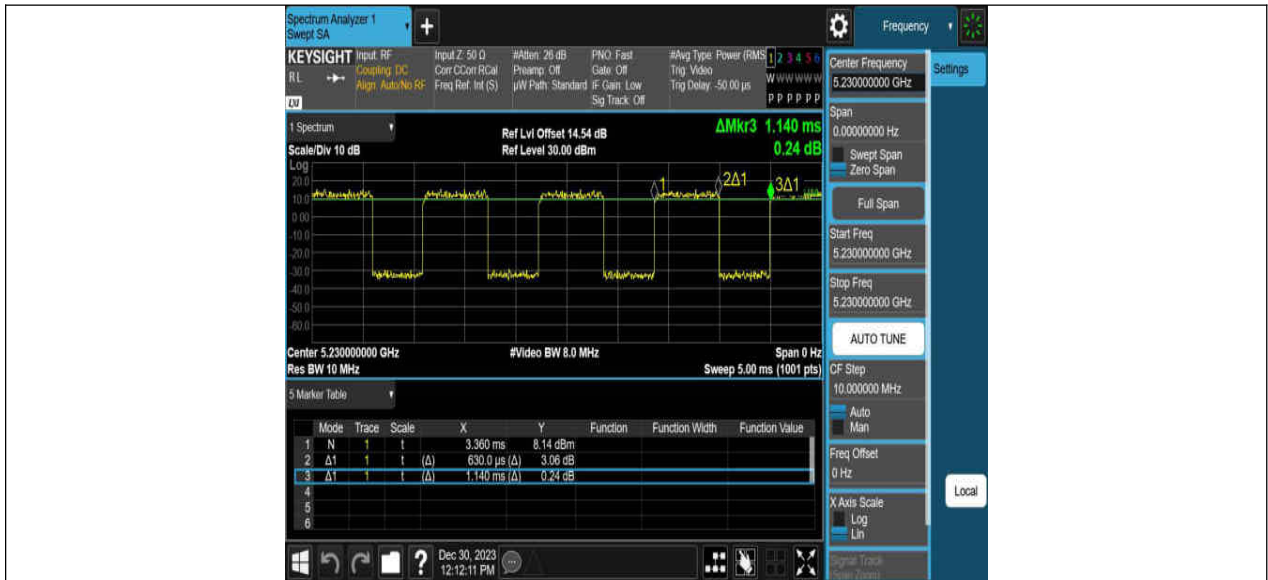 Spectrum Analyzer 1
Swept SA
+
Frequency
KEYSIGHT
RL
Input: RF
Coupling: DC
Align: Auto/No RF
Input Z: 50 Ω
Corr CCorr RCal
Freq Ref: Int (S)
#Atten: 26 dB
Preamp: Off
µW Path: Standard
PNO: Fast
Gate: Off
IF Gain: Low
Sig Track: Off
#Avg Type: Power (RMS
Trig: Video
Trig Delay: -50.00 µs
1 2 3 4 5 6
W W W W W W
P P P P P P
1 Spectrum
Scale/Div 10 dB
Log
Ref Lvl Offset 14.54 dB
Ref Level 30.00 dBm
ΔMkr3 1.140 ms
0.24 dB
20.0
10.0
0.00
-10.0
-20.0
-30.0
-40.0
-50.0
-60.0
1
2Δ1
3Δ1
Center 5.230000000 GHz
#Video BW 8.0 MHz
Span 0 Hz
Res BW 10 MHz
Sweep 5.00 ms (1001 pts)
5 Marker Table
Mode Trace Scale X Y Function Function Width Function Value
1 N 1 t 3.360 ms 8.14 dBm
2 Δ1 1 t (Δ) 630.0 µs (Δ) 3.06 dB
3 Δ1 1 t (Δ) 1.140 ms (Δ) 0.24 dB
4
5
6
?
Dec 30, 2023
12:12:11 PM
Center Frequency
5.230000000 GHz
Settings
Span
0.00000000 Hz
Swept Span
Zero Span
Full Span
Start Freq
5.230000000 GHz
Stop Freq
5.230000000 GHz
AUTO TUNE
CF Step
10.000000 MHz
Auto
Man
Freq Offset
0 Hz
X Axis Scale
Log
Lin
Local
Signal Track
(Span Zoom)